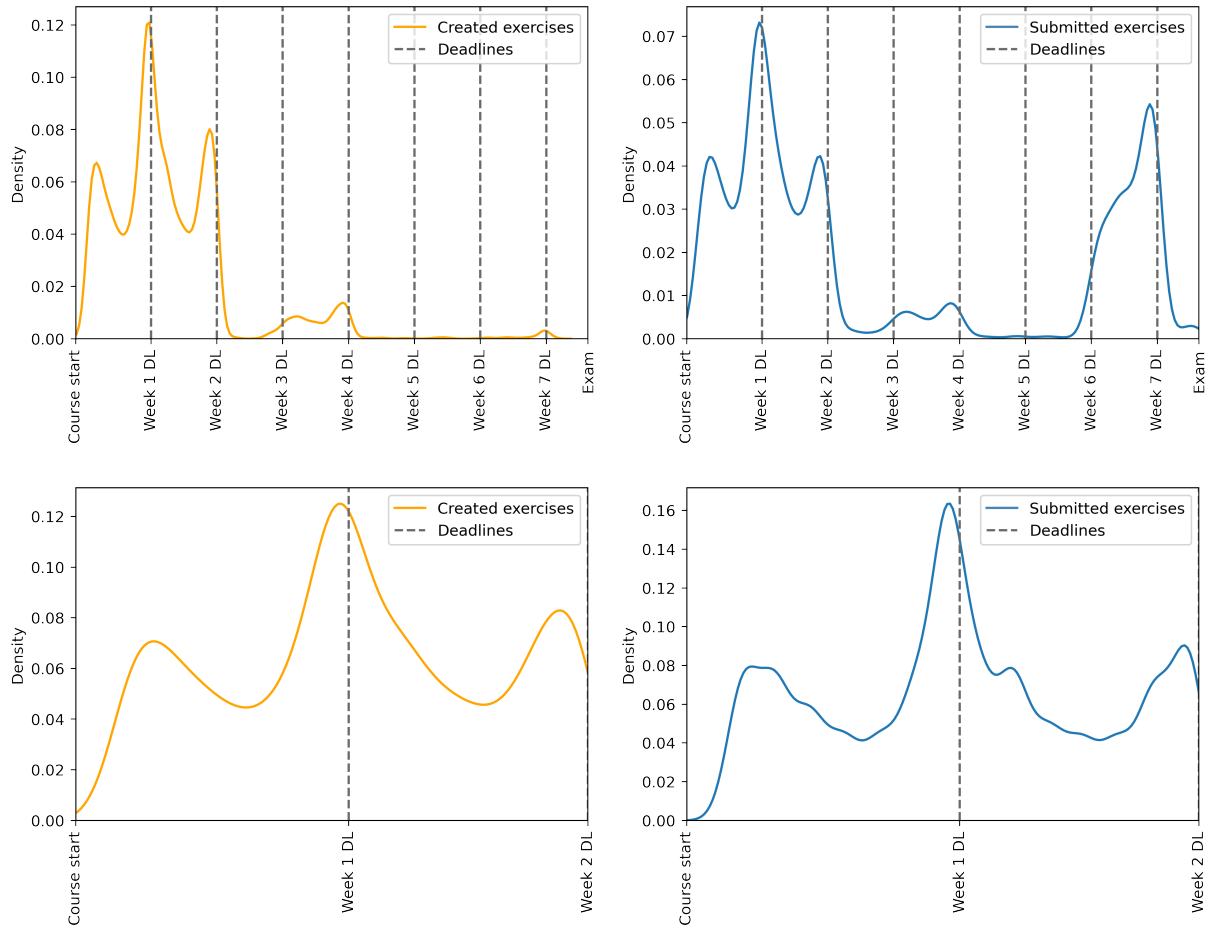 Created exercises
Deadlines
Density
0.12
0.10
0.08
0.06
0.04
0.02
0.00
Course start
Week 1 DL
Week 2 DL
Week 3 DL
Week 4 DL
Week 5 DL
Week 6 DL
Week 7 DL
Exam
Submitted exercises
Deadlines
Density
0.07
0.06
0.05
0.04
0.03
0.02
0.01
0.00
Course start
Week 1 DL
Week 2 DL
Week 3 DL
Week 4 DL
Week 5 DL
Week 6 DL
Week 7 DL
Exam
Created exercises
Deadlines
Density
0.12
0.10
0.08
0.06
0.04
0.02
0.00
Course start
Week 1 DL
Week 2 DL
Submitted exercises
Deadlines
Density
0.16
0.14
0.12
0.10
0.08
0.06
0.04
0.02
0.00
Course start
Week 1 DL
Week 2 DL